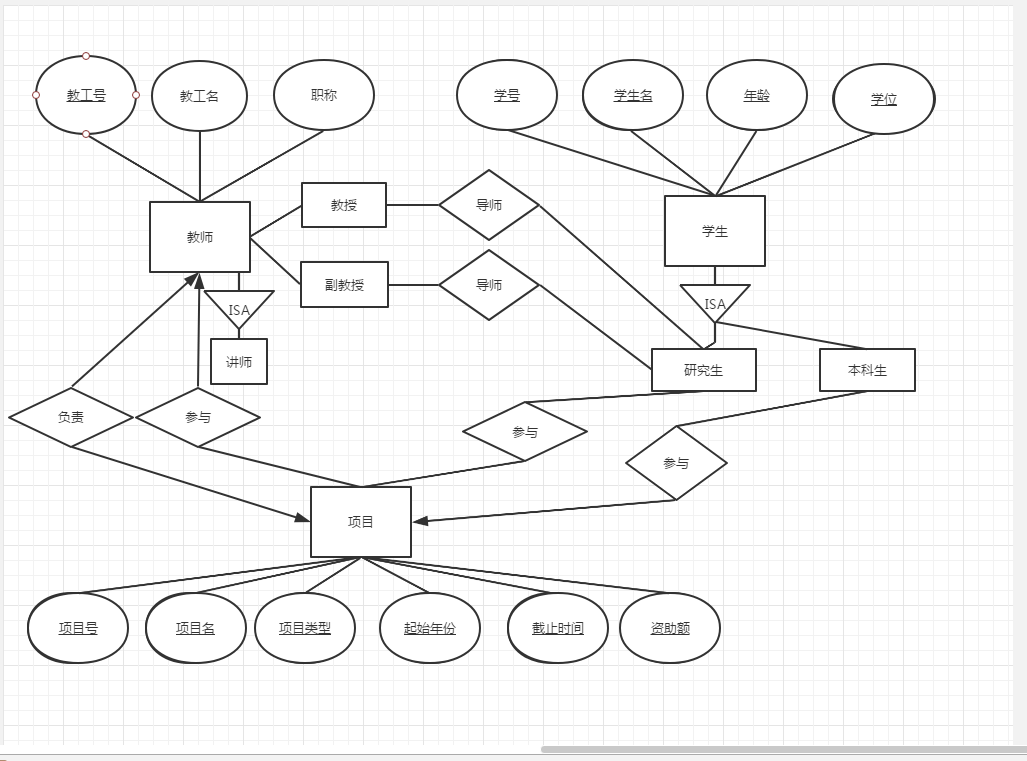 教工号
教工名
职称
学号
学生名
年龄
学位
教师
教授
导师
学生
副教授
导师
ISA
ISA
讲师
研究生
本科生
负责
参与
参与
参与
项目
项目号
项目名
项目类型
起始年份
截止时间
资助额